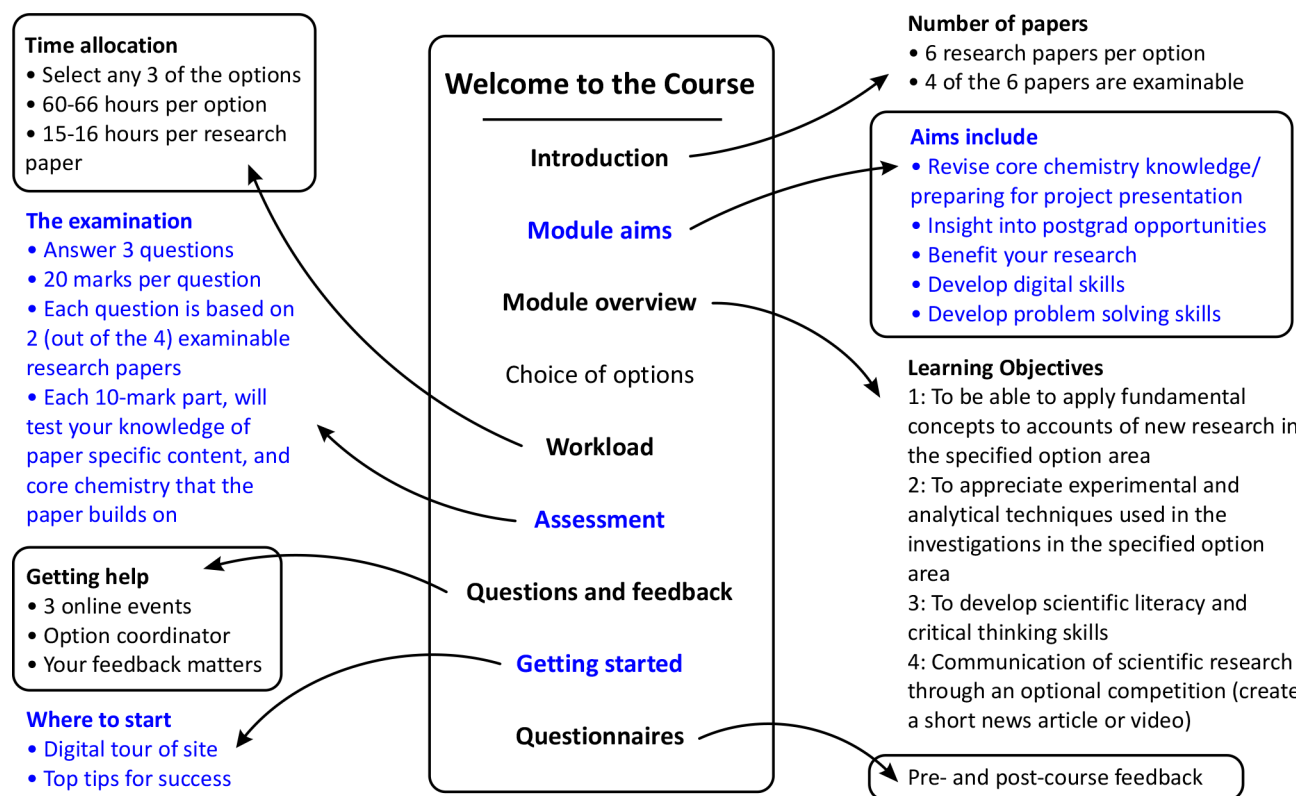 Time allocation
• Select any 3 of the options
• 60-66 hours per option
• 15-16 hours per research
paper
The examination
• Answer 3 questions
• 20 marks per question
• Each question is based on
2 (out of the 4) examinable
research papers
• Each 10-mark part, will
test your knowledge of
paper specific content, and
core chemistry that the
paper builds on
Getting help
• 3 online events
• Option coordinator
• Your feedback matters
Where to start
• Digital tour of site
• Top tips for success
Welcome to the Course
Introduction
Module aims
Module overview
Choice of options
Workload
Assessment
Questions and feedback
Getting started
Questionnaires
Number of papers
• 6 research papers per option
• 4 of the 6 papers are examinable
Aims include
• Revise core chemistry knowledge/
preparing for project presentation
• Insight into postgrad opportunities
• Benefit your research
• Develop digital skills
• Develop problem solving skills
Learning Objectives
1: To be able to apply fundamental
concepts to accounts of new research in
the specified option area
2: To appreciate experimental and
analytical techniques used in the
investigations in the specified option
area
3: To develop scientific literacy and
critical thinking skills
4: Communication of scientific research
through an optional competition (create
a short news article or video)
Pre- and post-course feedback